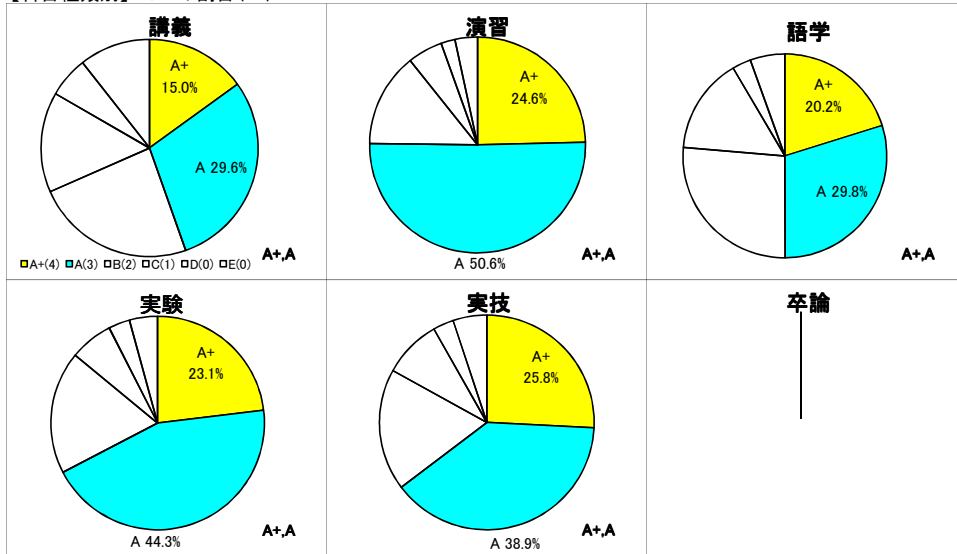 講義
A+
15.0%
A 29.6%
A+(4) A(3) B(2) C(1) D(0) E(0)
A+,A
演習
A+
24.6%
A 50.6%
A+,A
語学
A+
20.2%
A 29.8%
A+,A
実験
A+
23.1%
A 44.3%
A+,A
実技
A+
25.8%
A 38.9%
A+,A
卒論